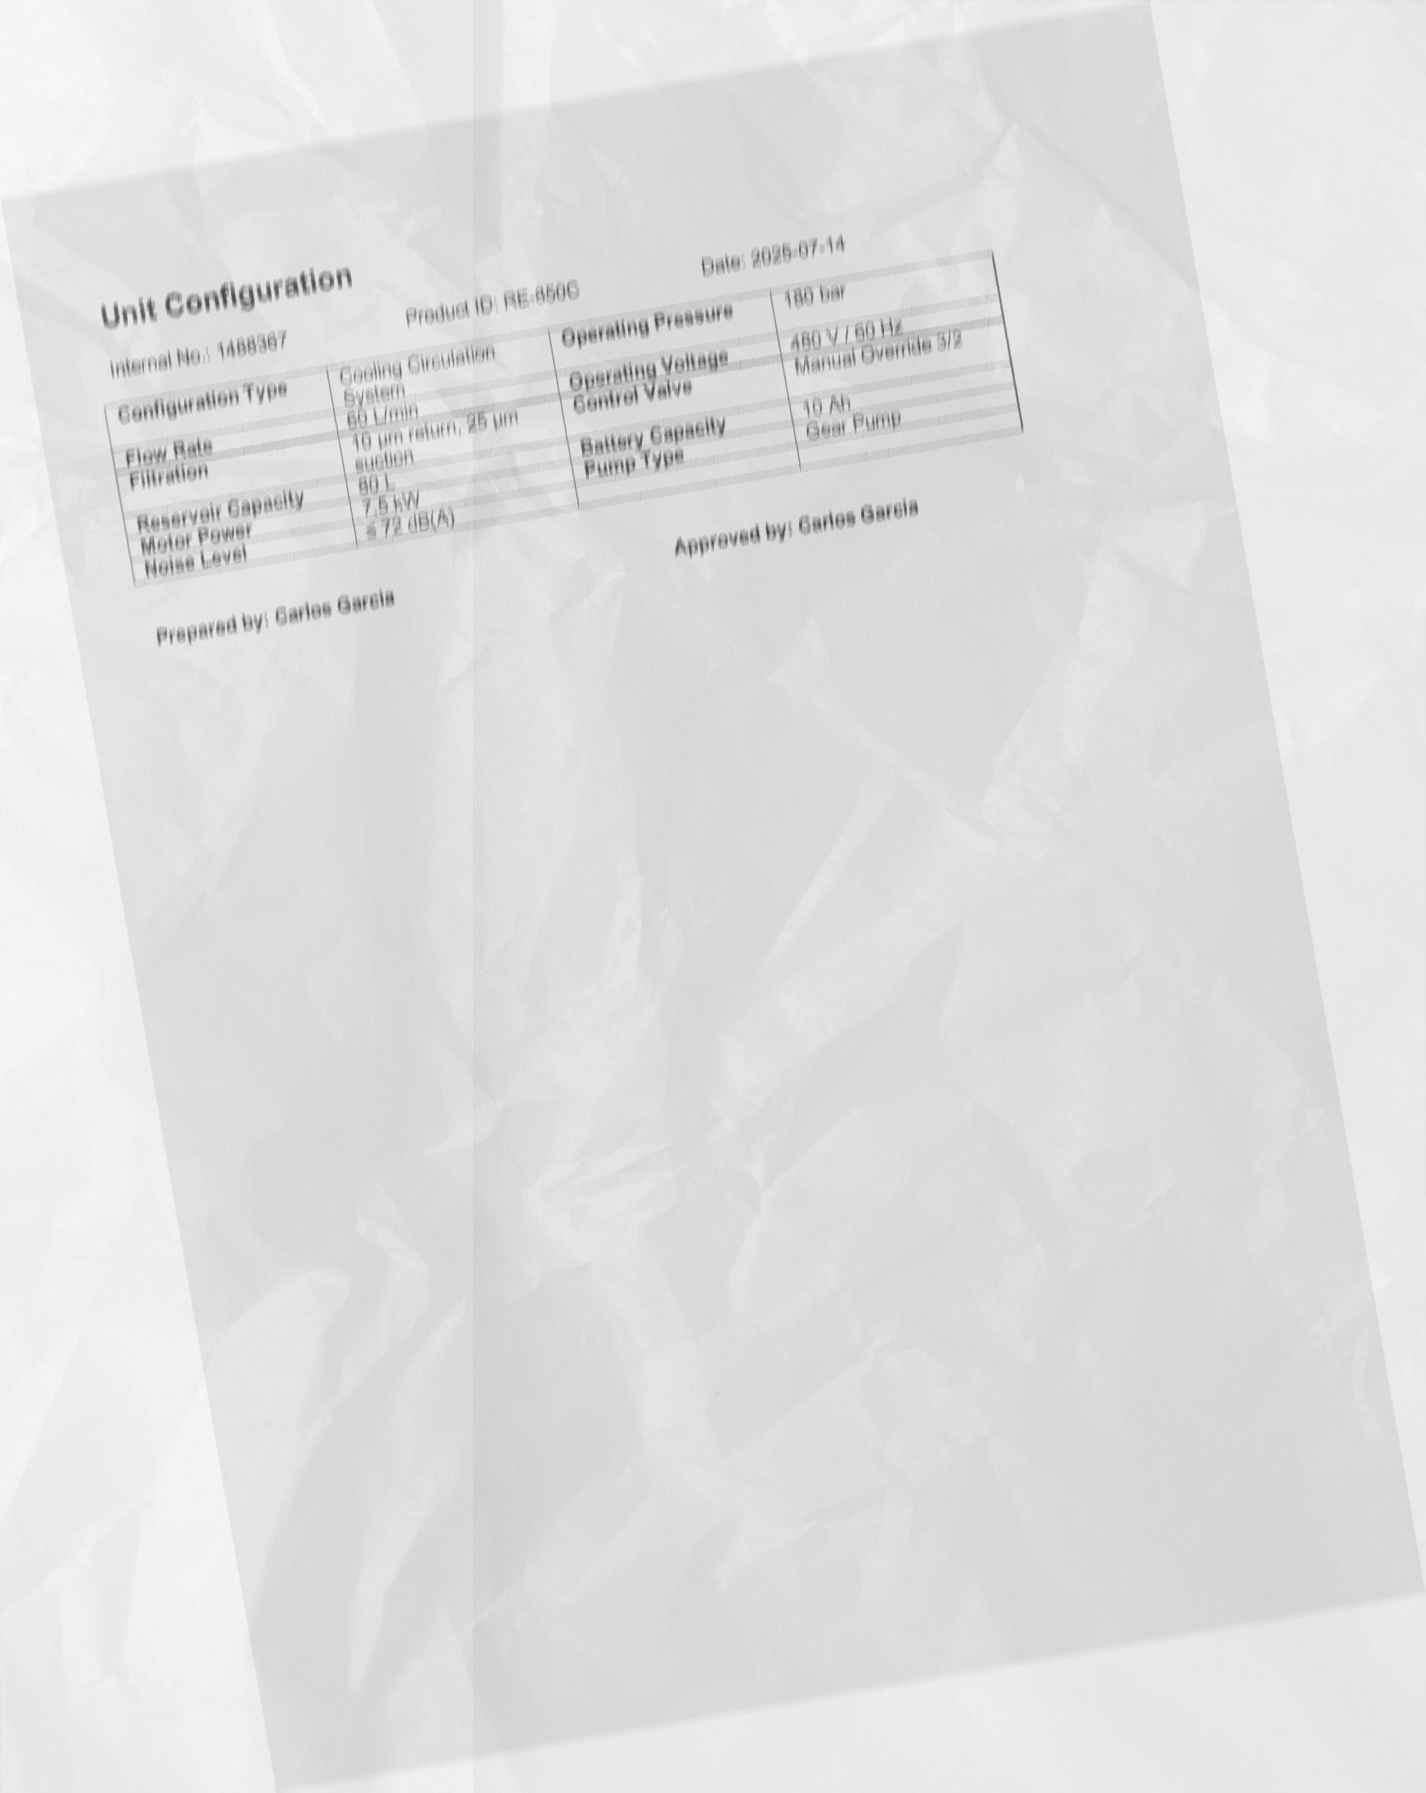 Unit Configuration
Internal No.: 1488367
Product ID:
Date: 2025-07-14
Configuration Type
Cooling Circulation
System
Operating Pressure
180 bar
Flow Rate
60 L/min
Operating Voltage
480 V / 60 Hz
Filtration
10 µm return, 25 µm
suction
Control Valve
Manual Override 3/2
Reservoir Capacity
80 L
Battery Capacity
10 Ah
Motor Power
7.5 kW
Pump Type
Gear Pump
Noise Level
≤ 72 dB(A)
Prepared by: Carlos Garcia
Approved by: Carlos Garcia